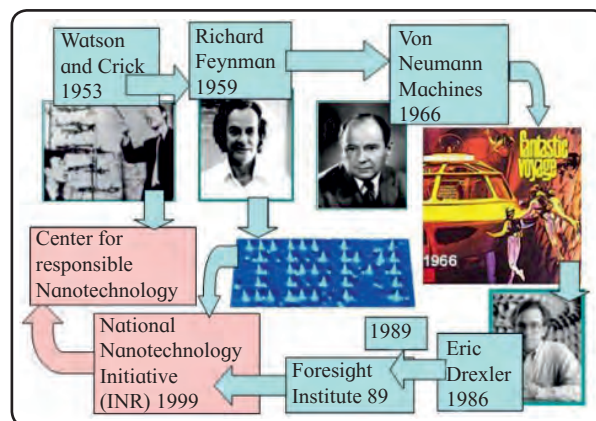 Watson
and Crick
1953
Richard
Feynman
1959
Von
Neumann
Machines
1966
fantastic
voyage
1966
Center for
responsible
Nanotechnology
National
Nanotechnology
Initiative
(INR) 1999
1989
Foresight
Institute 89
Eric
Drexler
1986